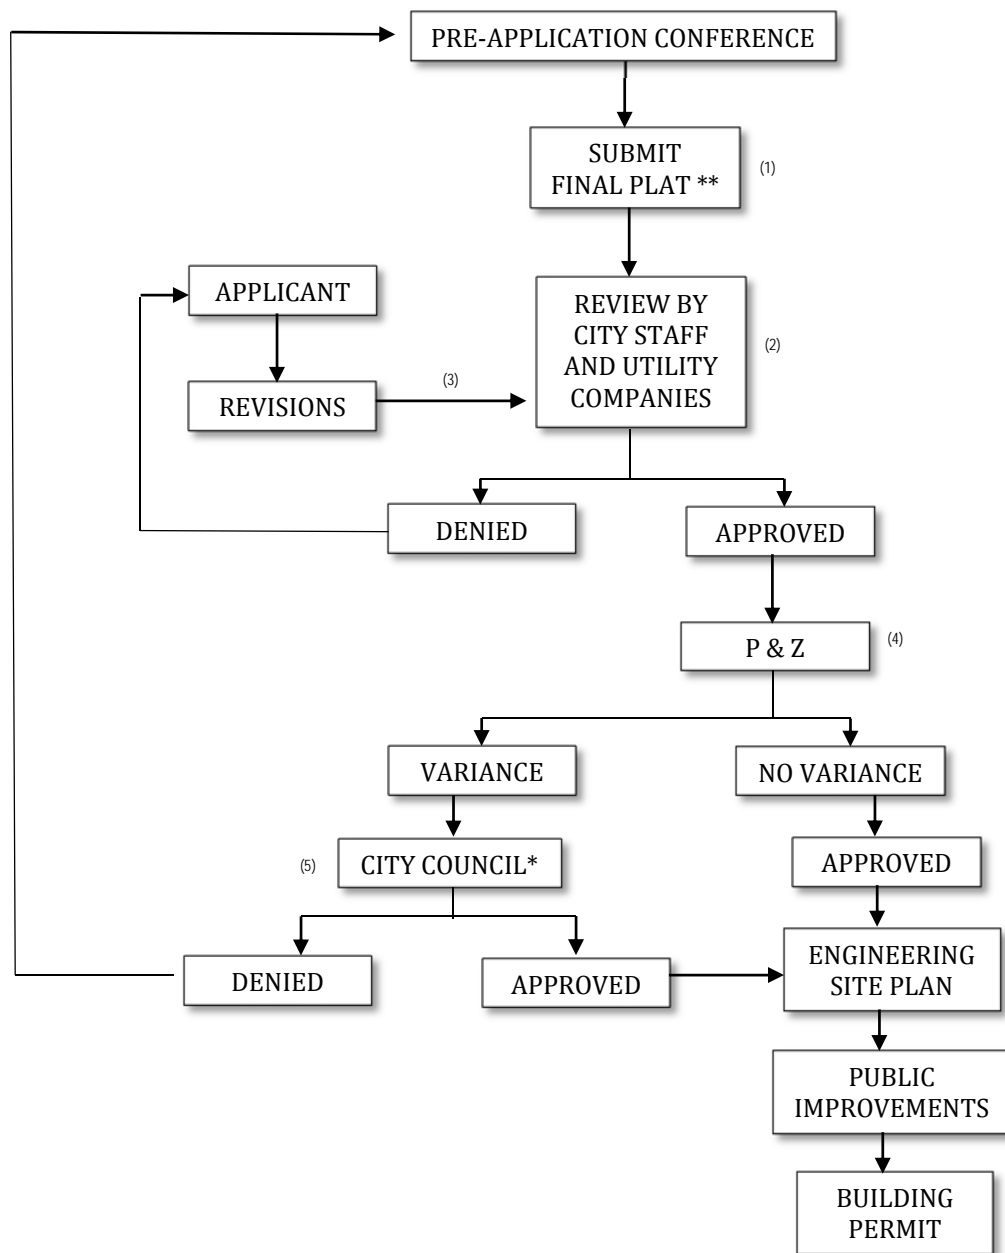 PRE-APPLICATION CONFERENCE
SUBMIT
FINAL PLAT **
(1)
APPLICANT
REVIEW BY
CITY STAFF
AND UTILITY
COMPANIES
(2)
REVISIONS
(3)
DENIED
APPROVED
P & Z
(4)
VARIANCE
NO VARIANCE
(5)
CITY COUNCIL*
APPROVED
DENIED
APPROVED
ENGINEERING
SITE PLAN
PUBLIC
IMPROVEMENTS
BUILDING
PERMIT